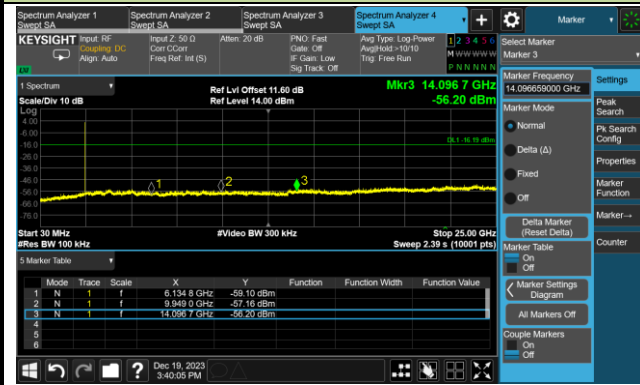 Spectrum Analyzer 1
Swept SA
Spectrum Analyzer 2
Swept SA
Spectrum Analyzer 3
Swept SA
Spectrum Analyzer 4
Swept SA
+
Marker
KEYSIGHT
Input: RF
Coupling: DC
Align: Auto
Input Z: 50 Ω
Corr CCorr
Freq Ref: Int (S)
Atten: 20 dB
PNO: Fast
Gate: Off
IF Gain: Low
Sig Track: Off
Avg Type: Log-Power
Avg|Hold:>10/10
Trig: Free Run
1 2 3 4 5 6
M W W W W W
P N N N N N
Select Marker
Marker 3
1 Spectrum
Scale/Div 10 dB
Ref Lvl Offset 11.60 dB
Ref Level 14.00 dBm
Mkr3 14.096 7 GHz
-56.20 dBm
Log
4.00
-6.00
-16.0
-26.0
-36.0
-46.0
-56.0
-66.0
-76.0
DL1 -16.19 dBm
1
2
3
Start 30 MHz
#Res BW 100 kHz
#Video BW 300 kHz
Stop 25.00 GHz
Sweep 2.39 s (10001 pts)
5 Marker Table
Mode Trace Scale X Y Function Function Width Function Value
1 N 1 f 6.134 8 GHz -59.10 dBm
2 N 1 f 9.949 0 GHz -57.16 dBm
3 N 1 f 14.096 7 GHz -56.20 dBm
4
5
6
Marker Frequency
14.096659000 GHz
Marker Mode
Normal
Delta (Δ)
Fixed
Off
Delta Marker
(Reset Delta)
Marker Table
On
Off
Marker Settings
Diagram
All Markers Off
Couple Markers
On
Off
Settings
Peak
Search
Pk Search
Config
Properties
Marker
Function
Marker→
Counter
?
Dec 19, 2023
3:40:05 PM